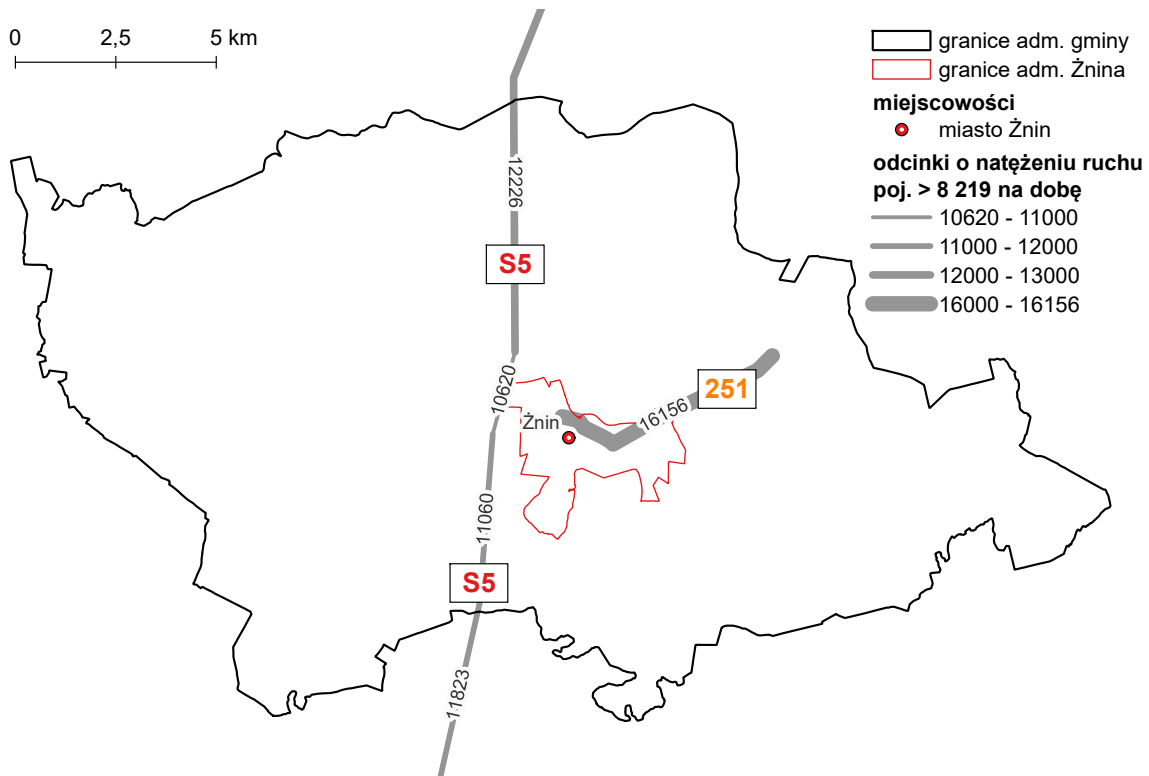 0 2,5 5 km
granice adm. gminy
granice adm. Żnina
miejscowości
miasto Żnin
odcinki o natężeniu ruchu
poj. > 8 219 na dobę
10620 - 11000
11000 - 12000
12000 - 13000
16000 - 16156
12226
S5
10620
251
16156
Żnin
11060
S5
11823